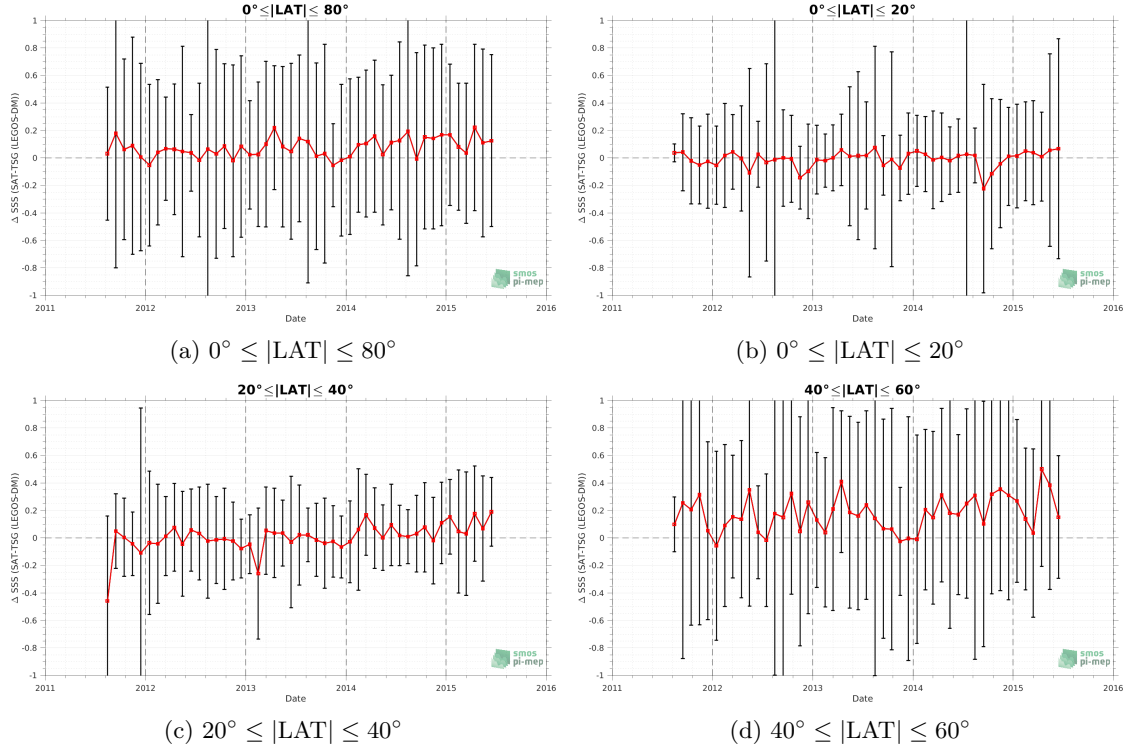 0°≤|LAT|≤ 80°
Δ SSS (SAT-TSG (LEGOS-DM))
1
0.8
0.6
0.4
0.2
0
-0.2
-0.4
-0.6
-0.8
-1
2011 2012 2013 2014 2015 2016
Date
smos
pi-mep
(a) 0° ≤ |LAT| ≤ 80°
0°≤|LAT|≤ 20°
Δ SSS (SAT-TSG (LEGOS-DM))
1
0.8
0.6
0.4
0.2
0
-0.2
-0.4
-0.6
-0.8
-1
2011 2012 2013 2014 2015 2016
Date
smos
pi-mep
(b) 0° ≤ |LAT| ≤ 20°
20°≤|LAT|≤ 40°
Δ SSS (SAT-TSG (LEGOS-DM))
1
0.8
0.6
0.4
0.2
0
-0.2
-0.4
-0.6
-0.8
-1
2011 2012 2013 2014 2015 2016
Date
smos
pi-mep
(c) 20° ≤ |LAT| ≤ 40°
40°≤|LAT|≤ 60°
Δ SSS (SAT-TSG (LEGOS-DM))
1
0.8
0.6
0.4
0.2
0
-0.2
-0.4
-0.6
-0.8
-1
2011 2012 2013 2014 2015 2016
Date
smos
pi-mep
(d) 40° ≤ |LAT| ≤ 60°